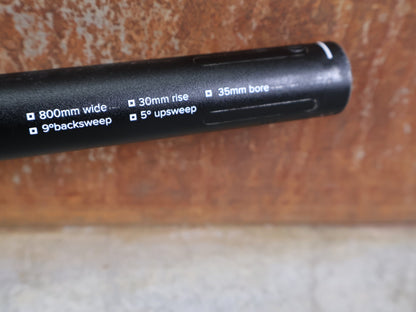 800mm wide 30mm rise 35mm bore
9°backsweep 5° upsweep